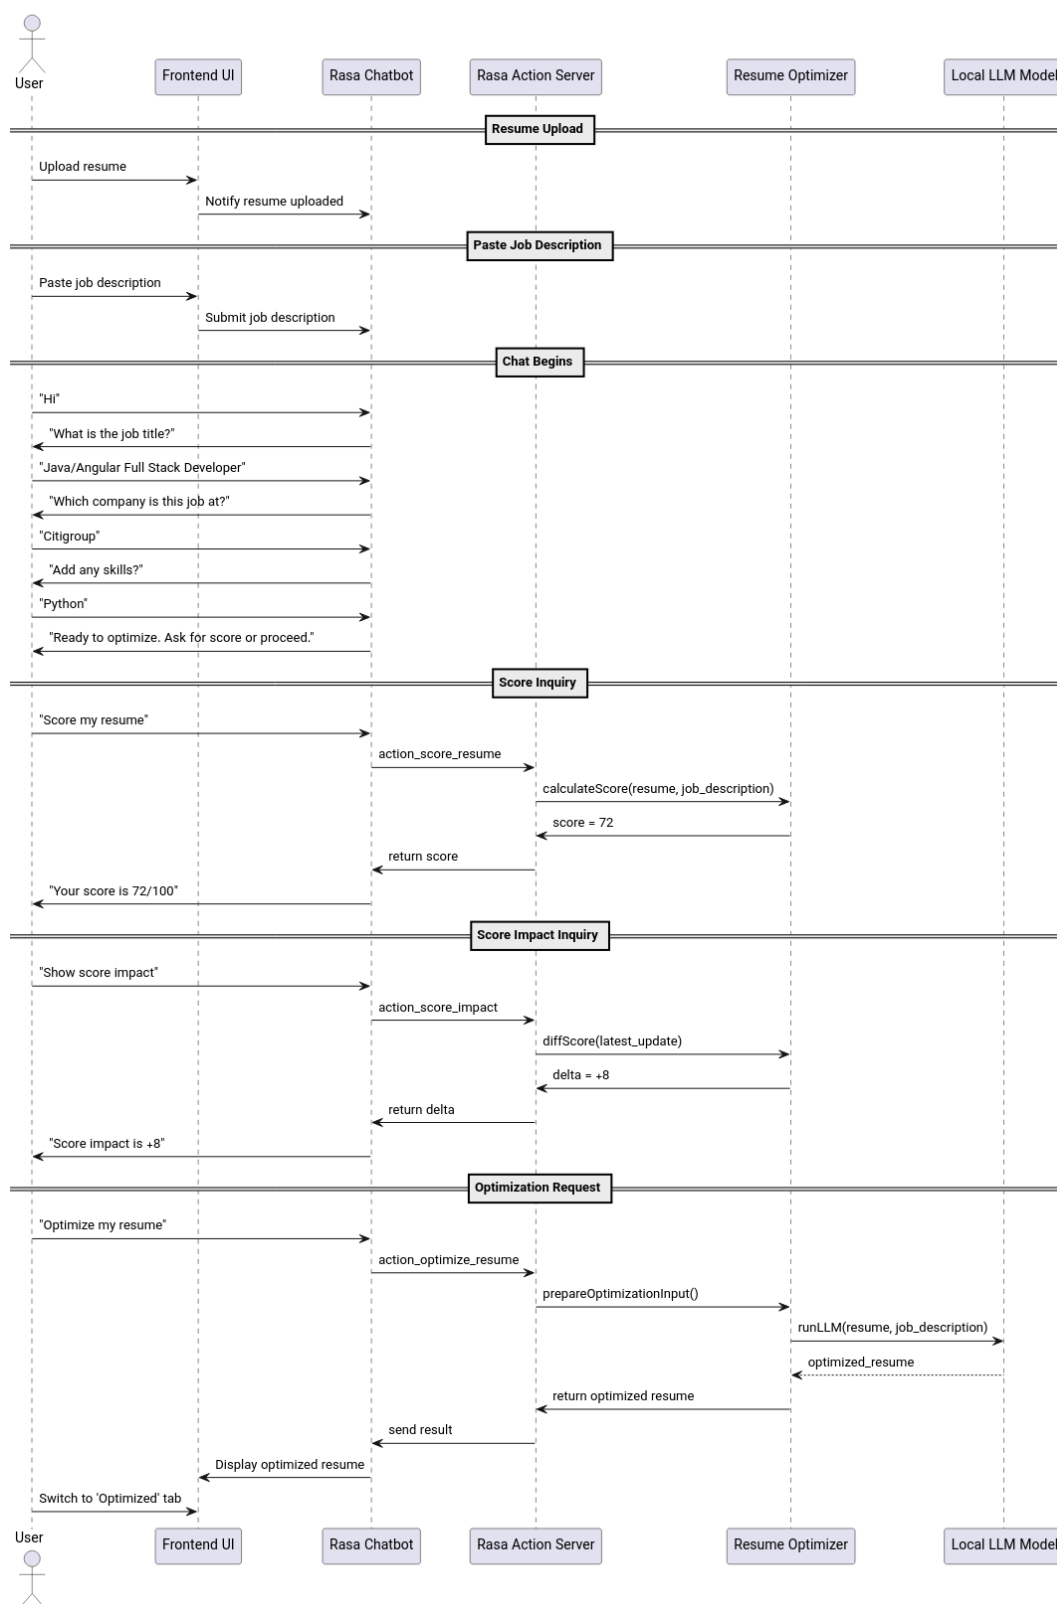 User
Frontend UI
Rasa Chatbot
Rasa Action Server
Resume Optimizer
Local LLM Model
Resume Upload
Upload resume
Notify resume uploaded
Paste Job Description
Paste job description
Submit job description
Chat Begins
"Hi"
"What is the job title?"
"Java/Angular Full Stack Developer"
"Which company is this job at?"
"Citigroup"
"Add any skills?"
"Python"
"Ready to optimize. Ask for score or proceed."
Score Inquiry
"Score my resume"
action_score_resume
calculateScore(resume, job_description)
score = 72
return score
"Your score is 72/100"
Score Impact Inquiry
"Show score impact"
action_score_impact
diffScore(latest_update)
delta = +8
return delta
"Score impact is +8"
Optimization Request
"Optimize my resume"
action_optimize_resume
prepareOptimizationInput()
runLLM(resume, job_description)
optimized_resume
return optimized resume
send result
Display optimized resume
Switch to 'Optimized' tab
User
Frontend UI
Rasa Chatbot
Rasa Action Server
Resume Optimizer
Local LLM Model